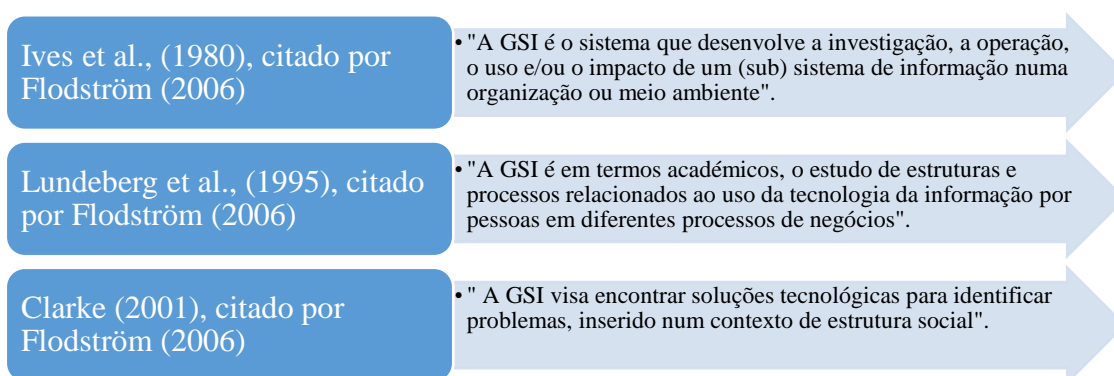 Ives et al., (1980), citado por
Flodström (2006)
• "A GSI é o sistema que desenvolve a investigação, a operação,
o uso e/ou o impacto de um (sub) sistema de informação numa
organização ou meio ambiente".
Lundeberg et al., (1995), citado
por Flodström (2006)
• "A GSI é em termos académicos, o estudo de estruturas e
processos relacionados ao uso da tecnologia da informação por
pessoas em diferentes processos de negócios".
Clarke (2001), citado por
Flodström (2006)
• " A GSI visa encontrar soluções tecnológicas para identificar
problemas, inserido num contexto de estrutura social".